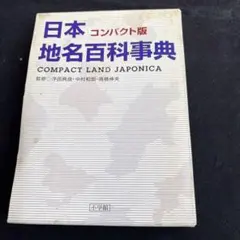 日本 コンパクト版
地名百科事典
COMPACT LAND JAPONICA
監修◎浮田典良・中村和郎・高橋伸夫
小学館